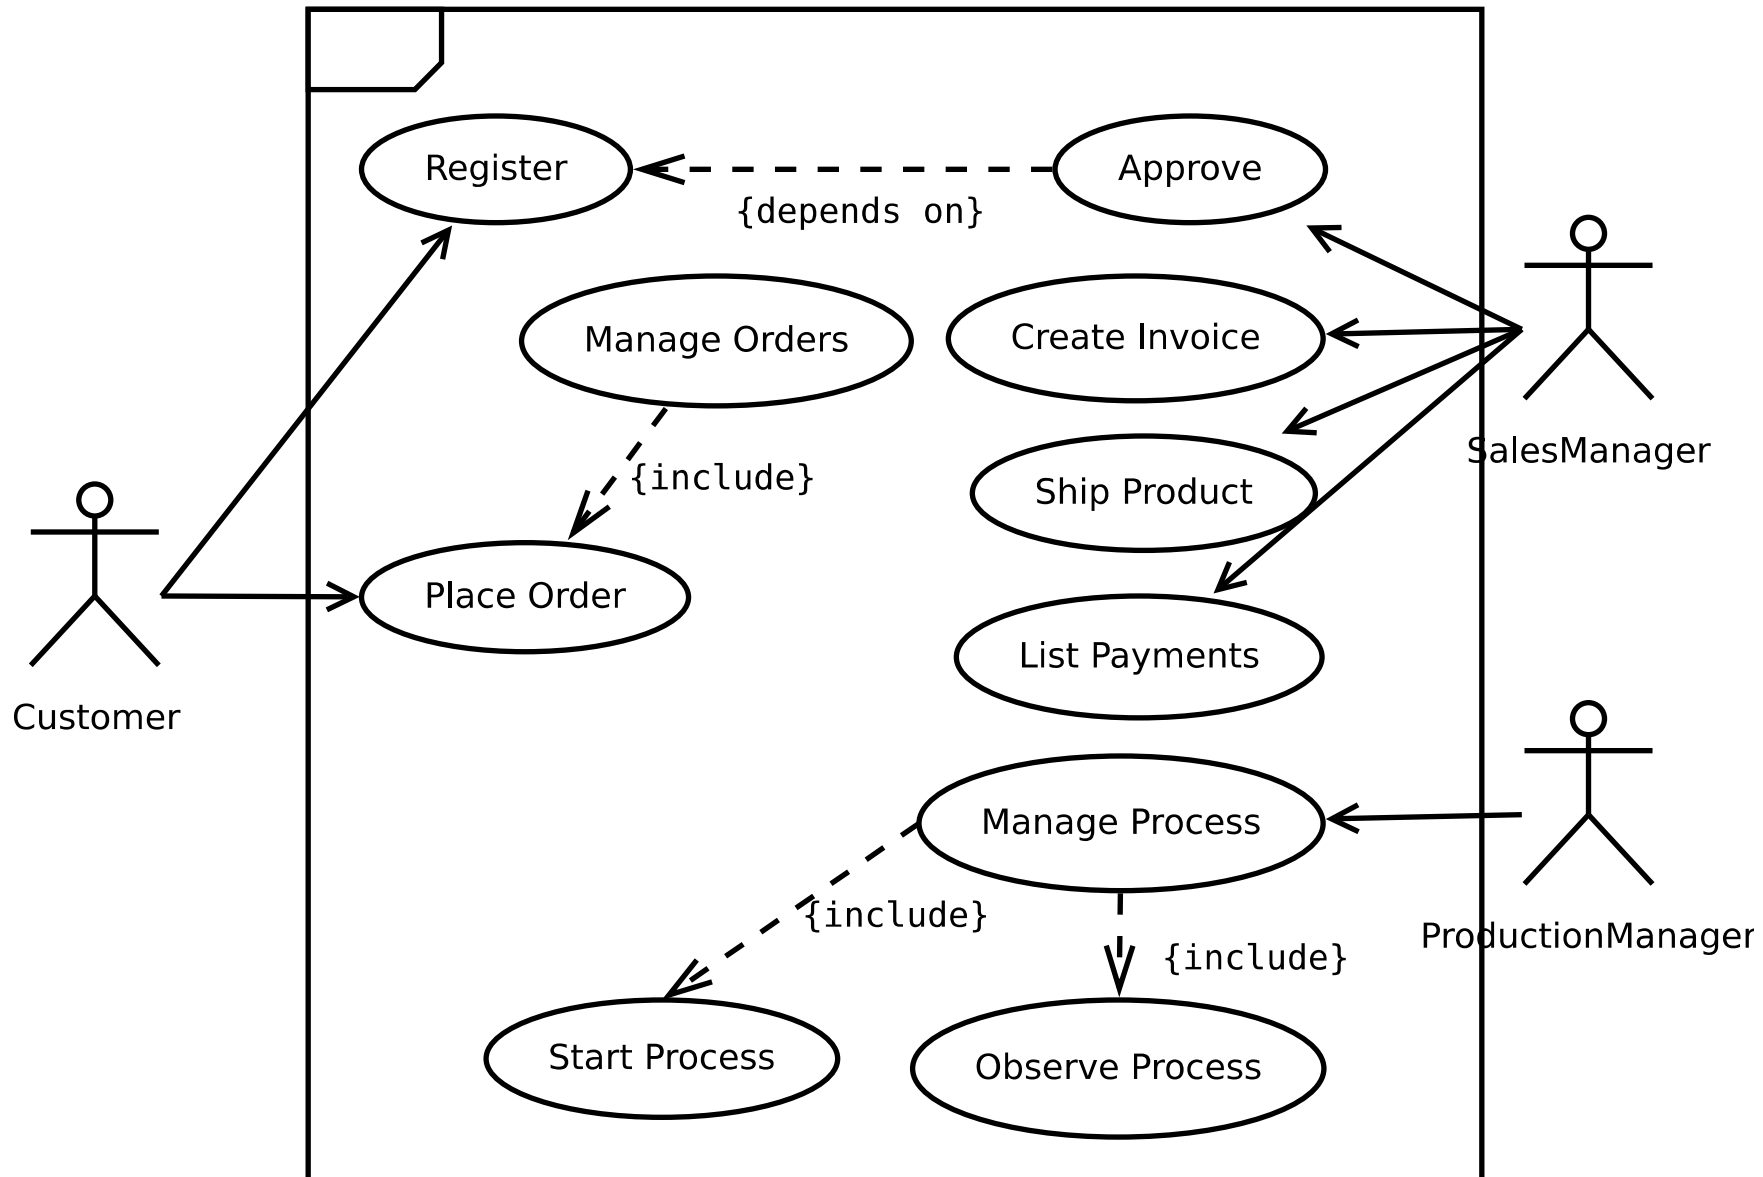 Register
Approve
{depends on}
Manage Orders
Create Invoice
SalesManager
{include}
Ship Product
Place Order
List Payments
Customer
Manage Process
{include}
ProductionManager
{include}
Start Process
Observe Process